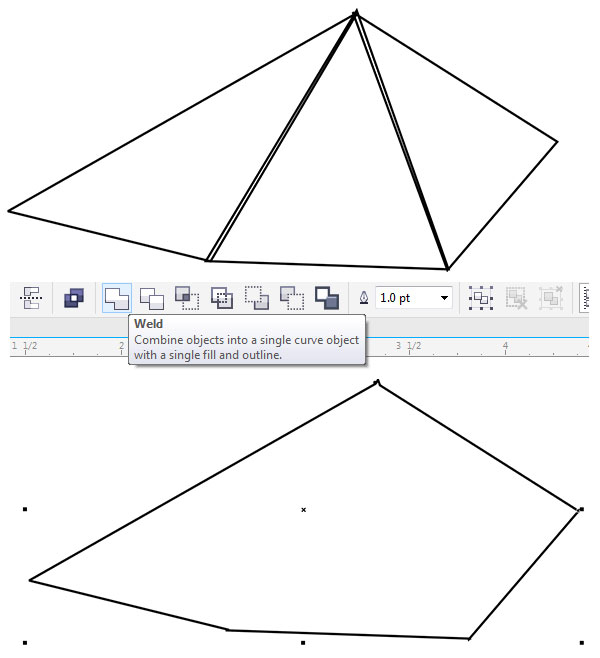 1.0 pt
Weld
Combine objects into a single curve object
with a single fill and outline.
1 1/2 2 3 1/2 4